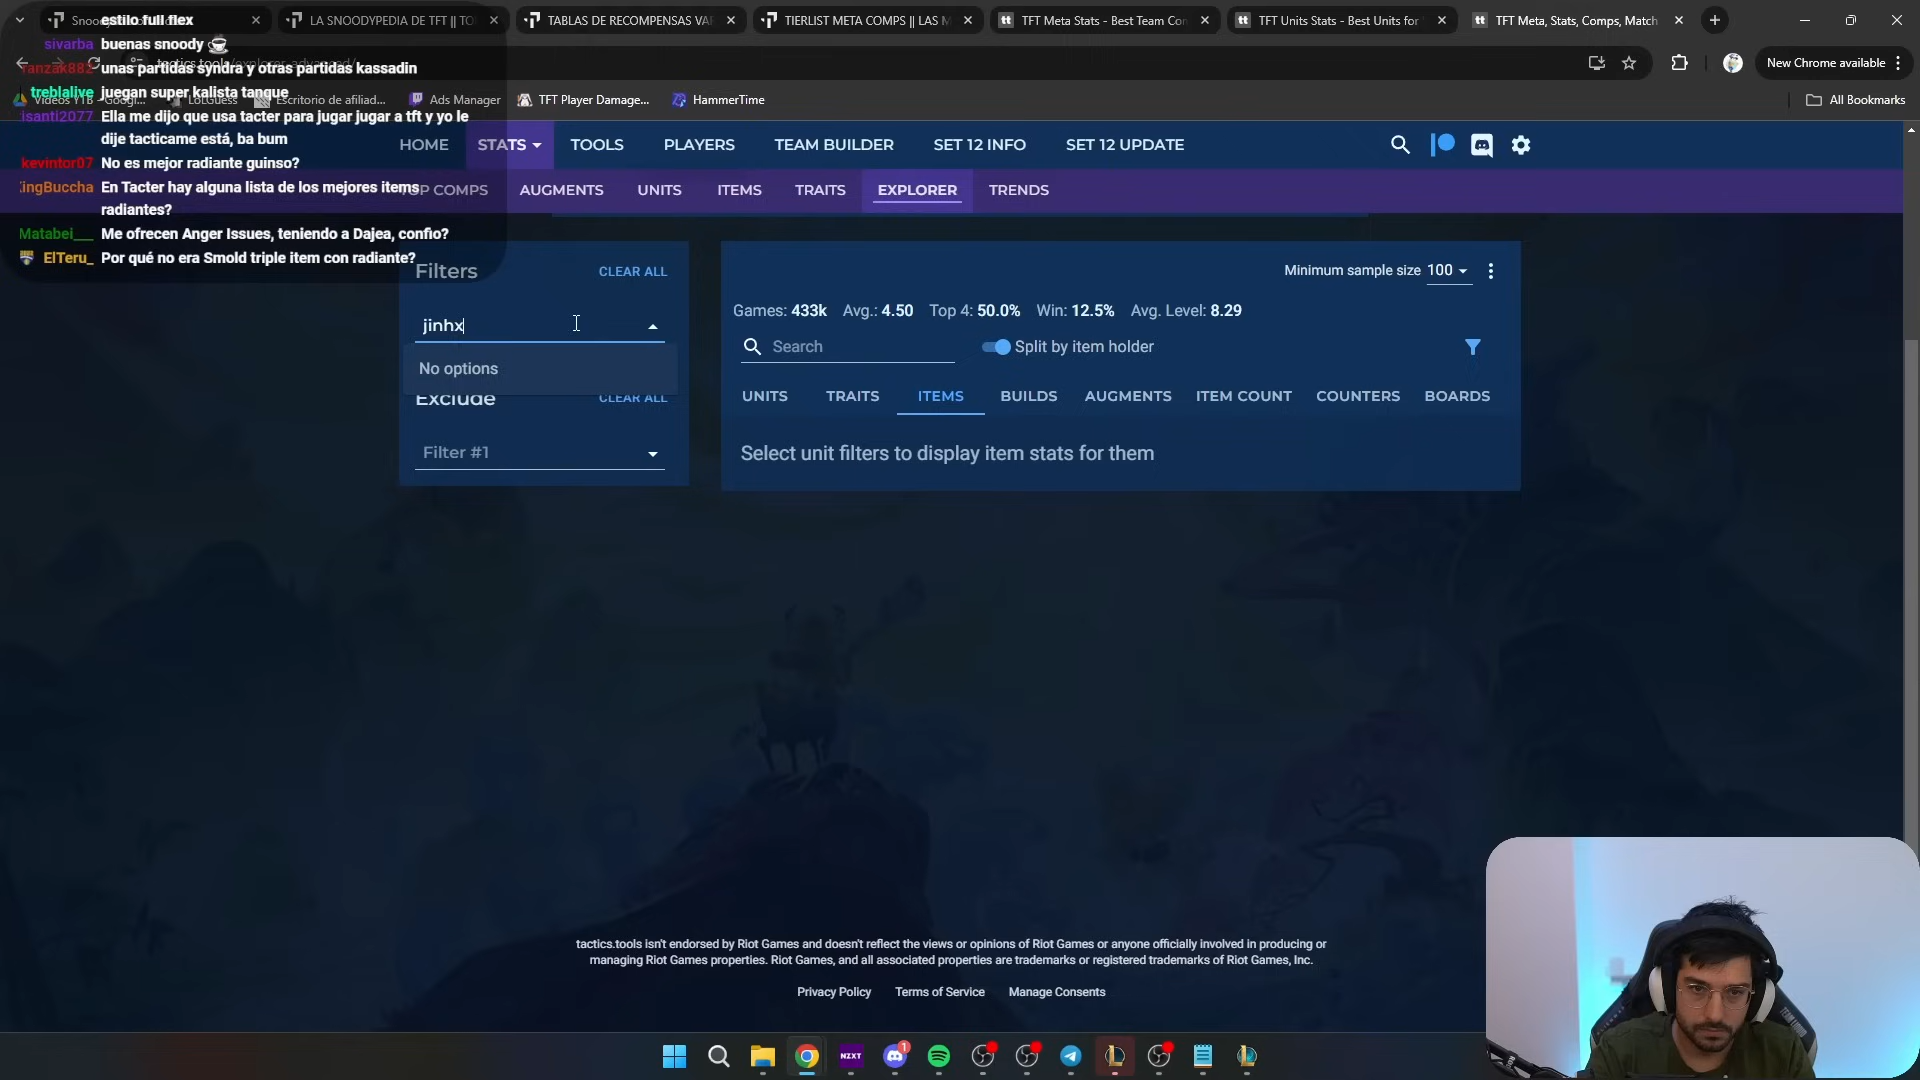 estilo full flex
sivarba buenas snoody
ranzak882 unas partidas syndra y otras partidas kassadin
treblalive juegan super kalista tanque
isanti2077 Ella me dijo que usa tacter para jugar jugar a tft y yo le
dije tacticame está, ba bum
kevintor07 No es mejor radiante guinso?
KingBuccha En Tacter hay alguna lista de los mejores items
radiantes?
Matabei___ Me ofrecen Anger Issues, teniendo a Dajea, confio?
ElTeru_ Por qué no era Smold triple item con radiante?
LA SNOODYPEDIA DE TFT || TO
TABLAS DE RECOMPENSAS VA
TIERLIST META COMPS || LAS M
TFT Meta Stats - Best Team Co
TFT Units Stats - Best Units for
TFT Meta, Stats, Comps, Match
New Chrome available
Escritorio de afiliad...
Ads Manager
TFT Player Damage...
HammerTime
All Bookmarks
HOME
STATS
TOOLS
PLAYERS
TEAM BUILDER
SET 12 INFO
SET 12 UPDATE
TOP COMPS
AUGMENTS
UNITS
ITEMS
TRAITS
EXPLORER
TRENDS
Filters
CLEAR ALL
jinhx
No options
Exclude
CLEAR ALL
Filter #1
Minimum sample size 100
Games: 433k Avg.: 4.50 Top 4: 50.0% Win: 12.5% Avg. Level: 8.29
Search
Split by item holder
UNITS
TRAITS
ITEMS
BUILDS
AUGMENTS
ITEM COUNT
COUNTERS
BOARDS
Select unit filters to display item stats for them
tactics.tools isn't endorsed by Riot Games and doesn't reflect the views or opinions of Riot Games or anyone officially involved in producing or
managing Riot Games properties. Riot Games, and all associated properties are trademarks or registered trademarks of Riot Games, Inc.
Privacy Policy
Terms of Service
Manage Consents
NZXT
1